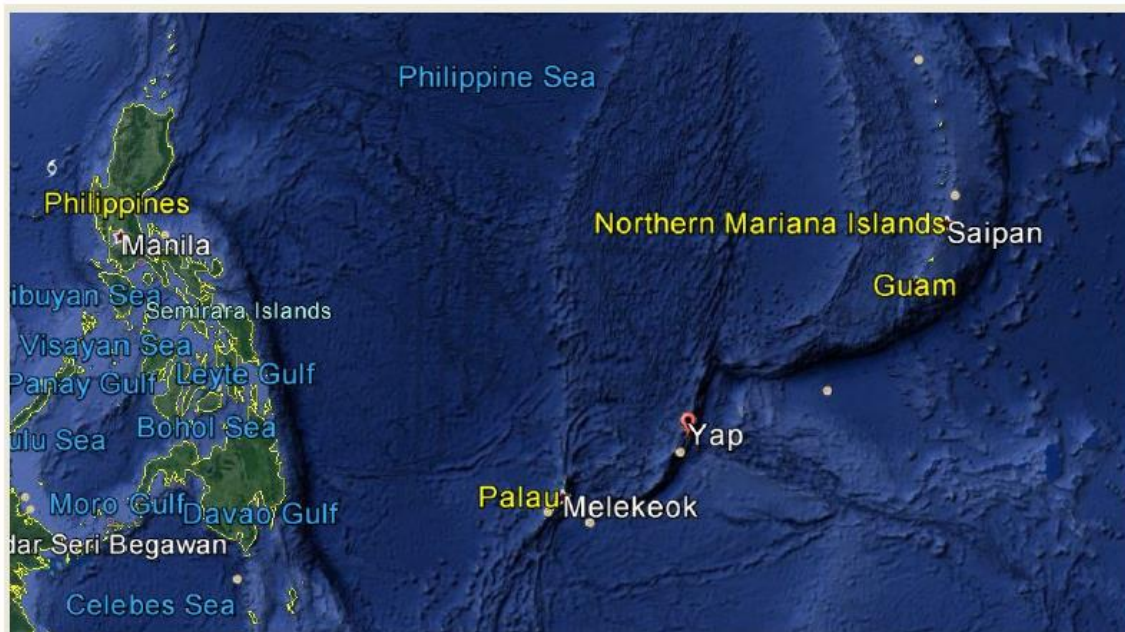 Philippine Sea
Philippines
Northern Mariana Islands
Saipan
Manila
Guam
ibuyan Sea
Semirara Islands
Visayan Sea
Panay Gulf
Leyte Gulf
Bohol Sea
ulu Sea
Yap
Palau
Melekeok
Moro Gulf
Davao Gulf
dar Seri Begawan
Celebes Sea